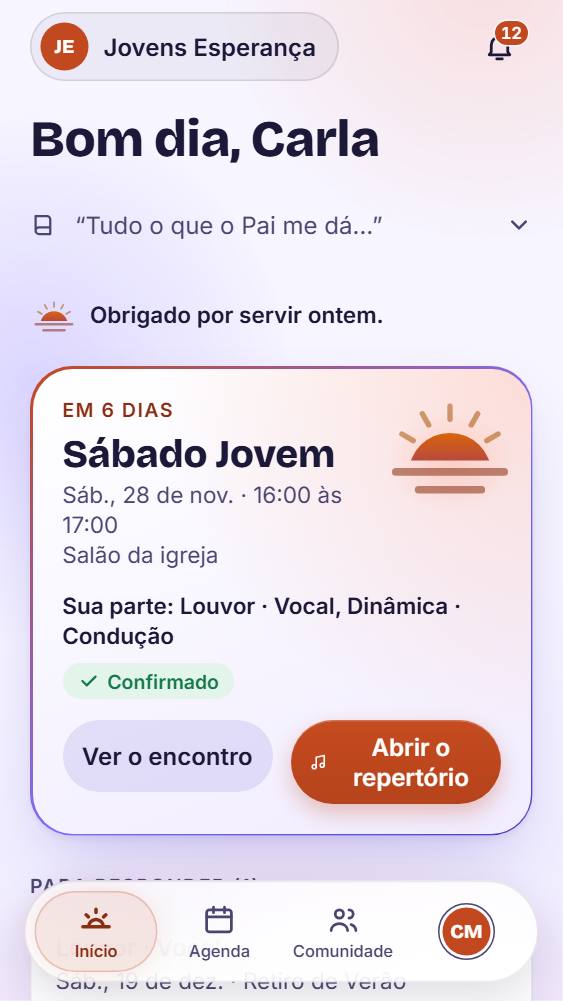 JE
Jovens Esperança
12
Bom dia, Carla
“Tudo o que o Pai me dá...”
Obrigado por servir ontem.
EM 6 DIAS
Sábado Jovem
Sáb., 28 de nov. · 16:00 às
17:00
Salão da igreja
Sua parte: Louvor · Vocal, Dinâmica ·
Condução
Confirmado
Ver o encontro
Abrir o
repertório
Início
Agenda
Comunidade
CM
Sáb., 19 de dez. · Retiro de Verão